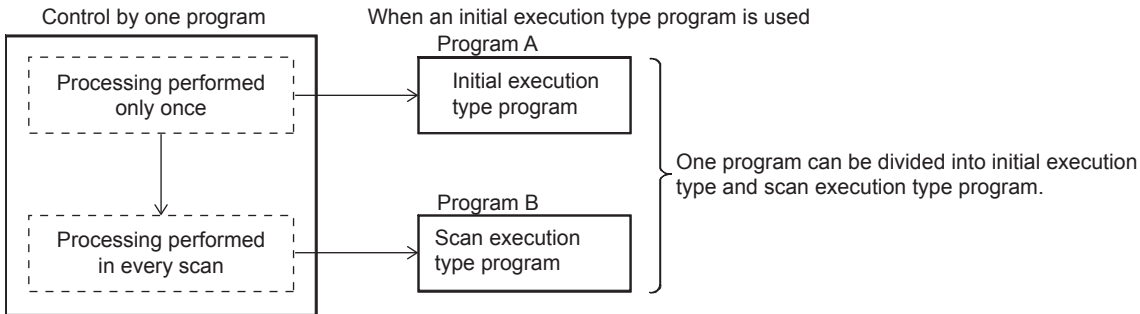 Control by one program
When an initial execution type program is used
Program A
Processing performed
only once
Initial execution
type program
One program can be divided into initial execution
type and scan execution type program.
Program B
Processing performed
in every scan
Scan execution
type program